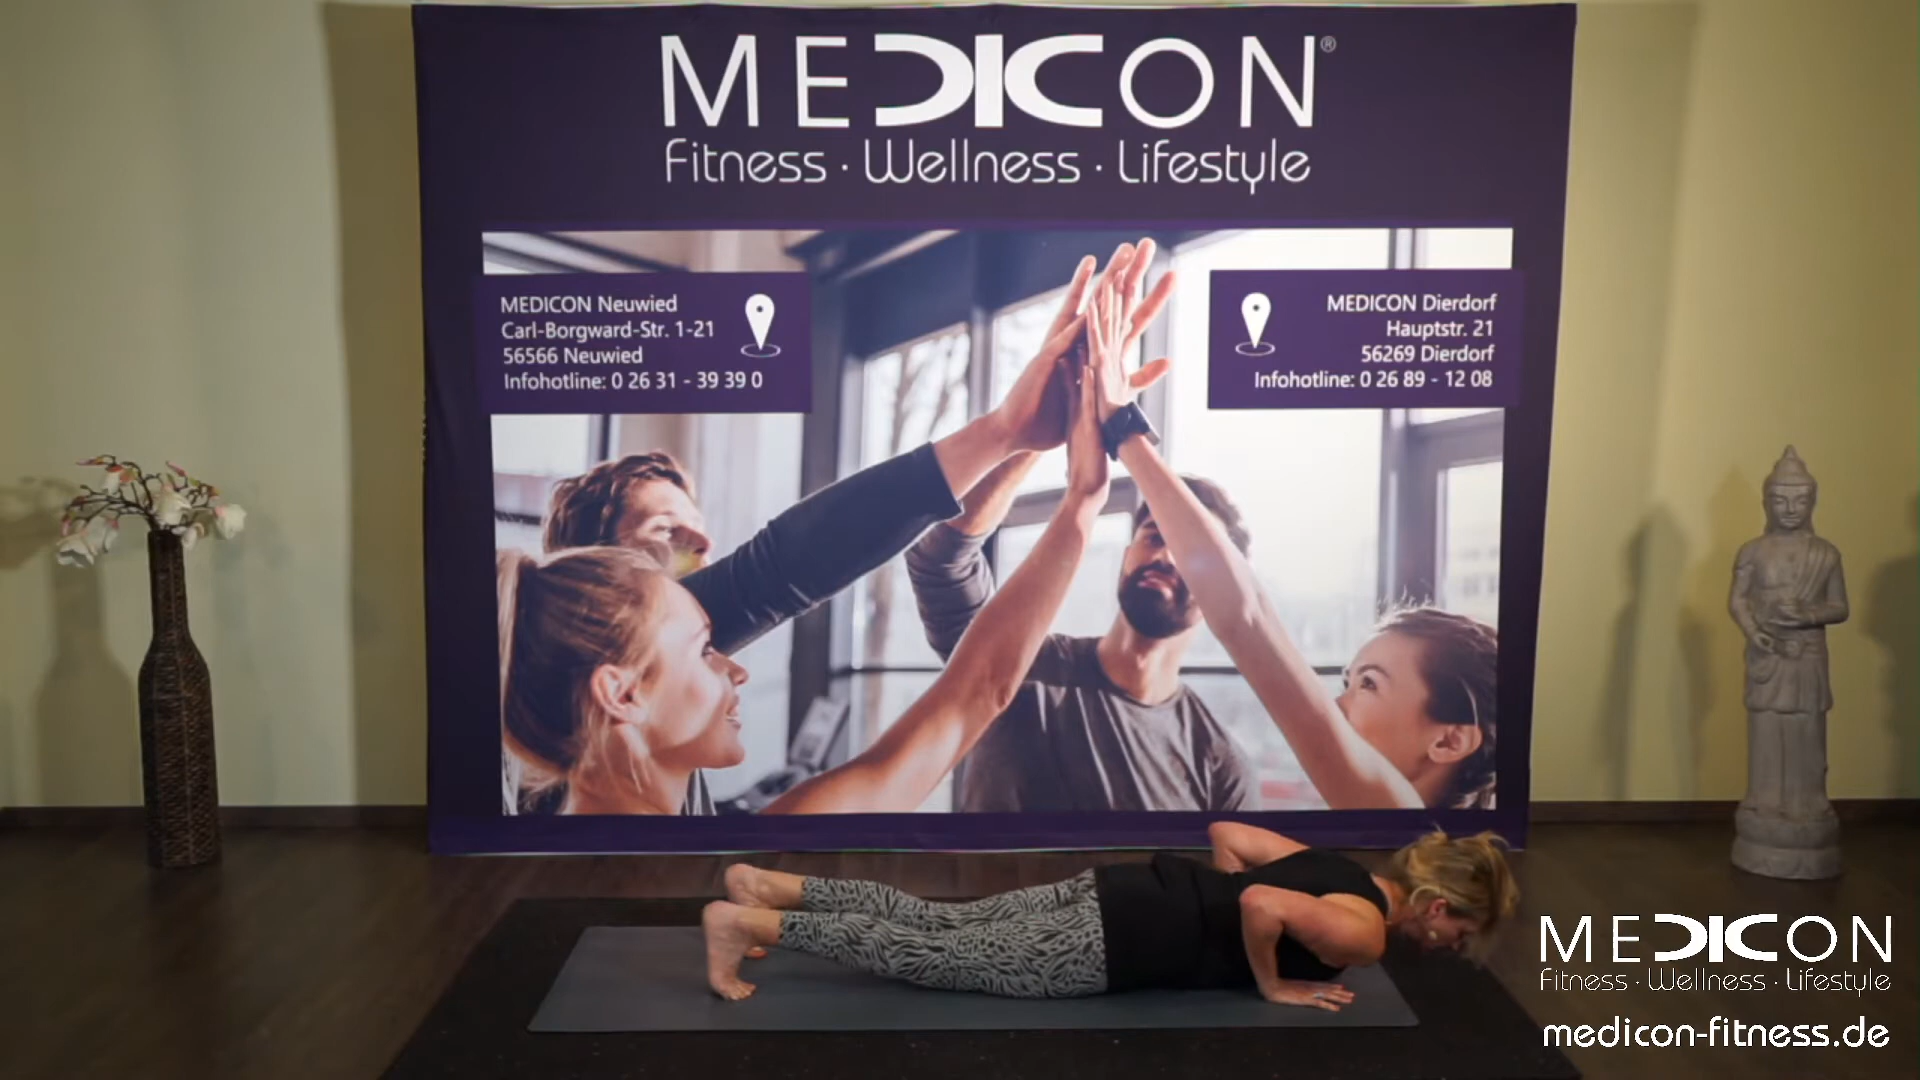 MEDICON®
Fitness · Wellness · Lifestyle
MEDICON Neuwied
Carl-Borgward-Str. 1-21
56566 Neuwied
Infohotline: 0 26 31 - 39 39 0
MEDICON Dierdorf
Hauptstr. 21
56269 Dierdorf
Infohotline: 0 26 89 - 12 08
MEDICON
Fitness · Wellness · Lifestyle
medicon-fitness.de